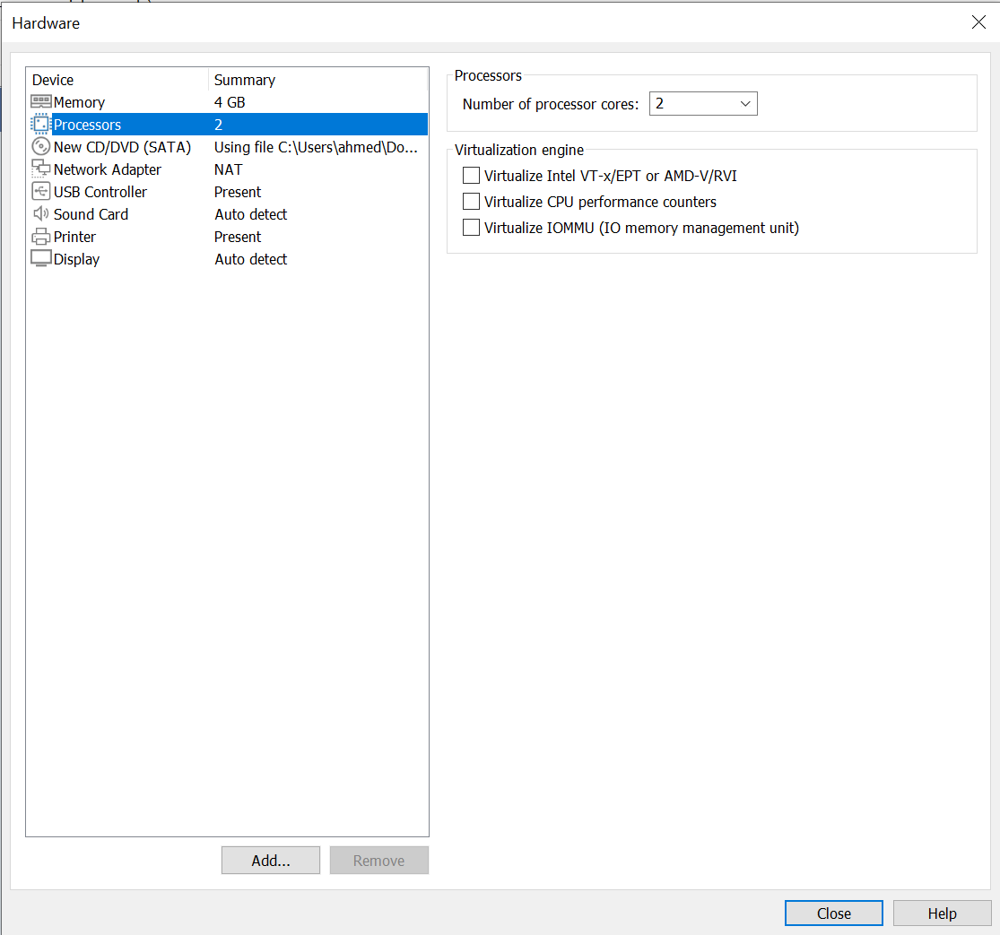 Hardware
Device Summary
Memory 4 GB
Processors 2
New CD/DVD (SATA) Using file C:\Users\ahmed\Do...
Network Adapter NAT
USB Controller Present
Sound Card Auto detect
Printer Present
Display Auto detect
Add... Remove
Processors
Number of processor cores: 2
Virtualization engine
Virtualize Intel VT-x/EPT or AMD-V/RVI
Virtualize CPU performance counters
Virtualize IOMMU (IO memory management unit)
Close Help